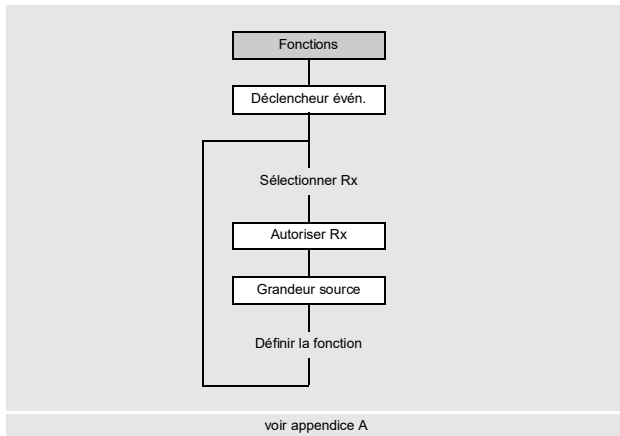 Fonctions
Déclencheur évén.
Sélectionner Rx
Autoriser Rx
Grandeur source
Définir la fonction
voir appendice A